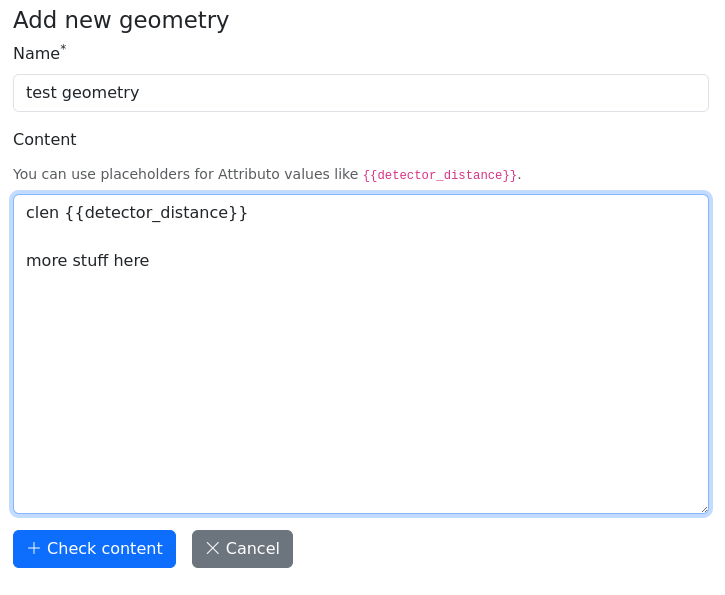 Add new geometry
Name*
test geometry
Content
You can use placeholders for Attributo values like {{detector_distance}}.
clen {{detector_distance}}
more stuff here
+ Check content
× Cancel